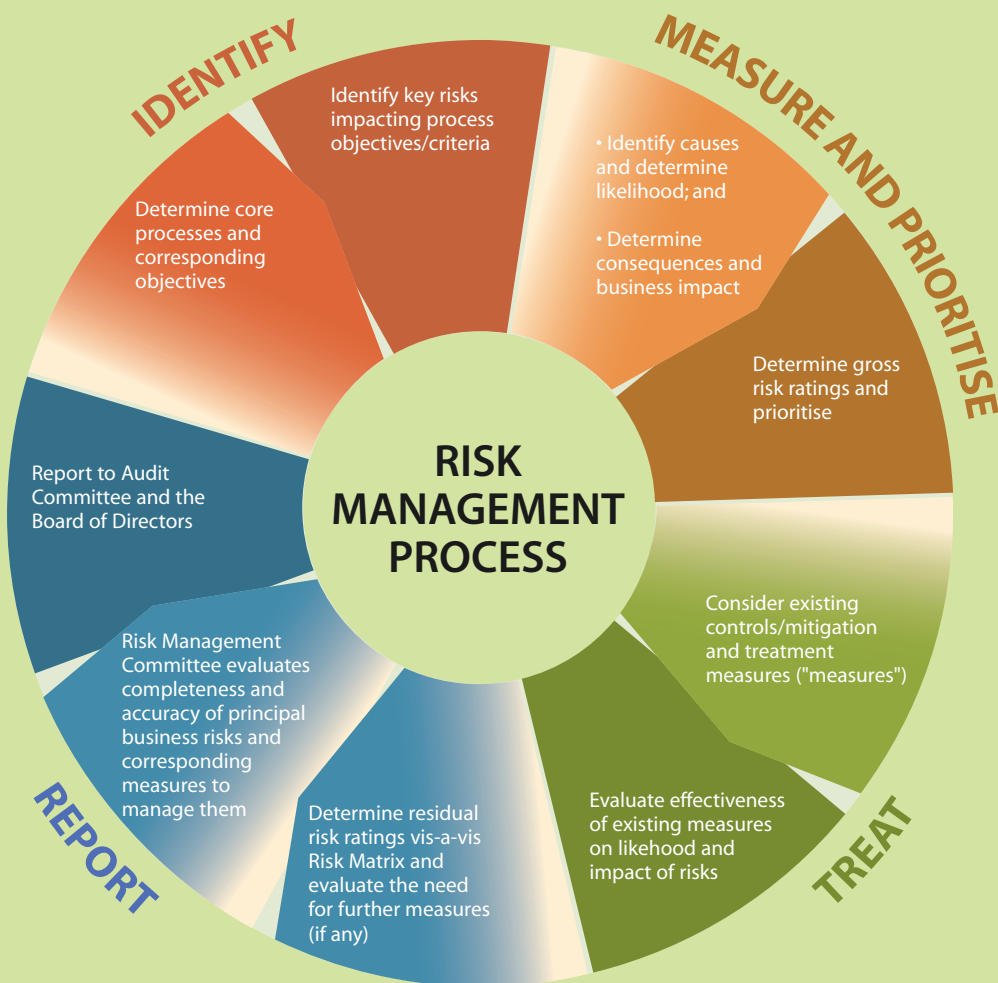 IDENTIFY
Determine core
processes and
corresponding
objectives
Identify key risks
impacting process
objectives/criteria
MEASURE AND PRIORITISE
• Identify causes
and determine
likelihood; and
• Determine
consequences and
business impact
Determine gross
risk ratings and
prioritise
TREAT
Consider existing
controls/mitigation
and treatment
measures ("measures")
Evaluate effectiveness
of existing measures
on likehood and
impact of risks
REPORT
Determine residual
risk ratings vis-a-vis
Risk Matrix and
evaluate the need
for further measures
(if any)
Risk Management
Committee evaluates
completeness and
accuracy of principal
business risks and
corresponding
measures to
manage them
Report to Audit
Committee and the
Board of Directors
RISK
MANAGEMENT
PROCESS